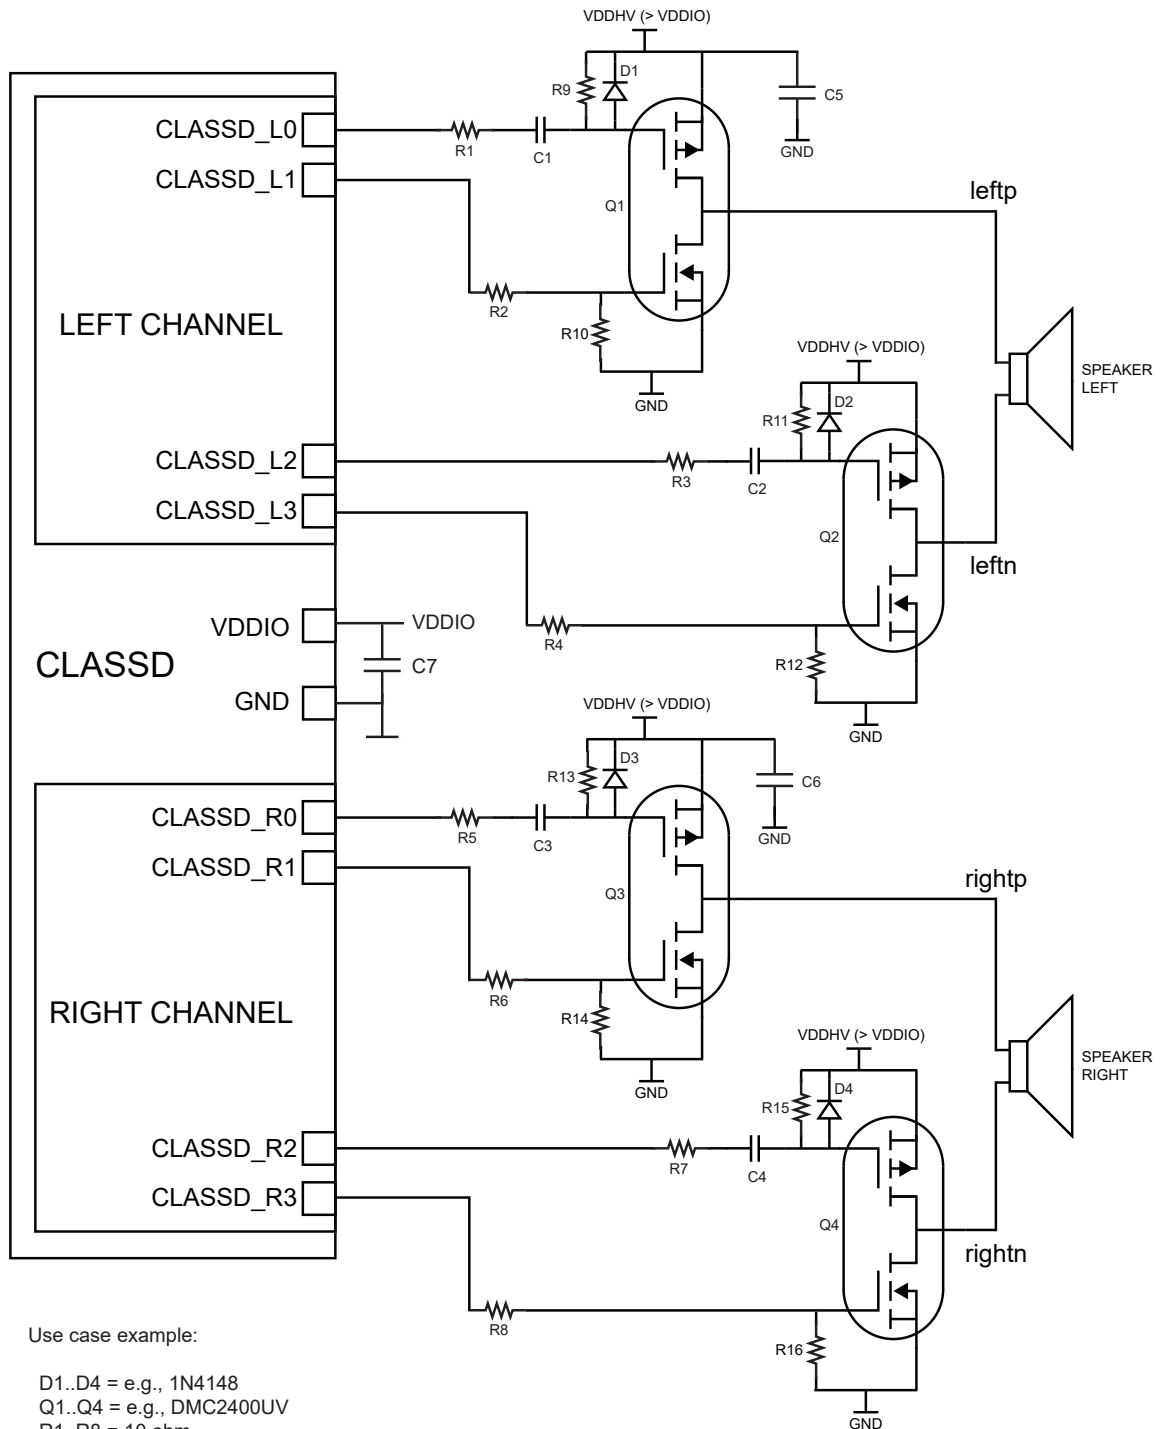 VDDHV (> VDDIO)
D1
R9
C5
GND
CLASSD_L0
R1
C1
CLASSD_L1
leftp
Q1
R2
LEFT CHANNEL
R10
GND
VDDHV (> VDDIO)
SPEAKER
LEFT
D2
R11
CLASSD_L2
R3
C2
CLASSD_L3
Q2
leftn
VDDIO
VDDIO
R4
CLASSD
C7
R12
GND
VDDHV (> VDDIO)
GND
D3
R13
C6
CLASSD_R0
R5
C3
GND
CLASSD_R1
rightp
Q3
R6
RIGHT CHANNEL
R14
GND
VDDHV (> VDDIO)
SPEAKER
RIGHT
D4
R15
CLASSD_R2
R7
C4
CLASSD_R3
Q4
rightn
R8
R16
GND
Use case example:
D1..D4 = e.g., 1N4148
Q1..Q4 = e.g., DMC2400UV
R1..R8 = 10 ohm